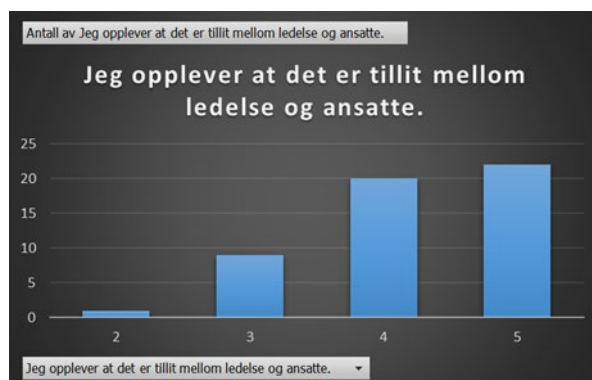 Antall av Jeg opplever at det er tillit mellom ledelse og ansatte.
Jeg opplever at det er tillit mellom
ledelse og ansatte.
25
20
15
10
5
0
2 3 4 5
Jeg opplever at det er tillit mellom ledelse og ansatte.